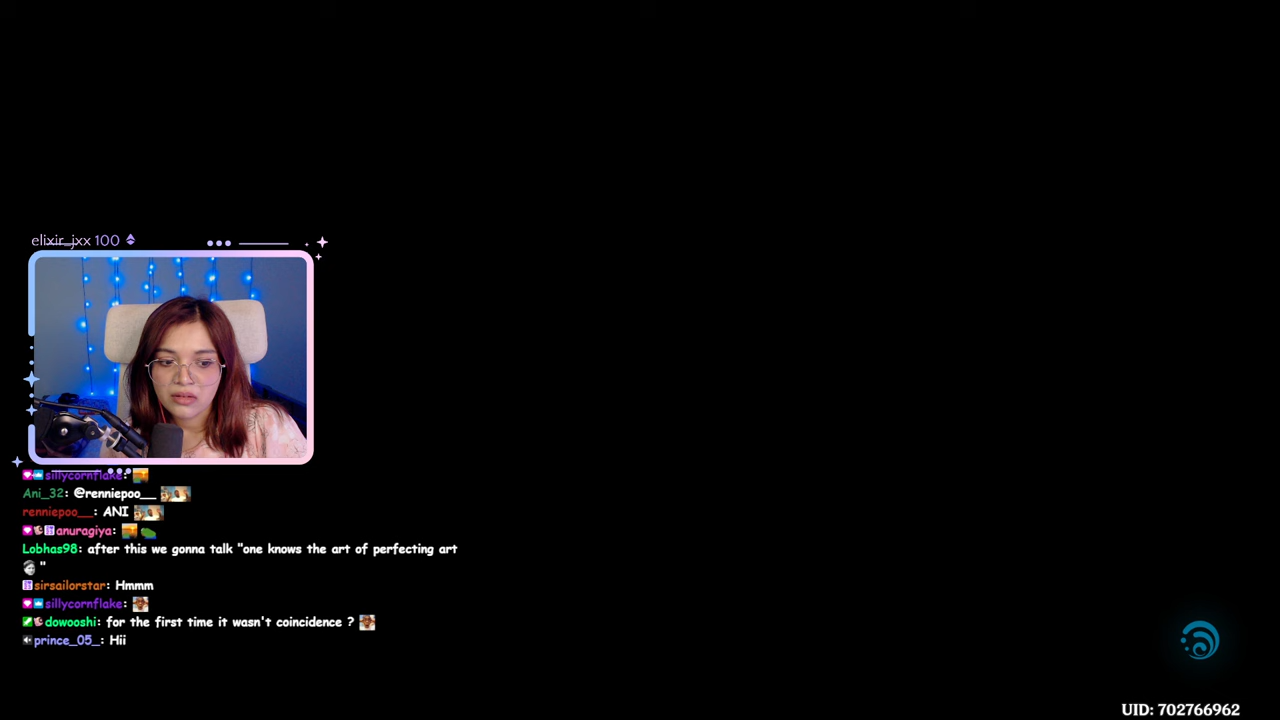 elixir_jxx 100
sillycornflake:
Ani_32: @renniepoo__
renniepoo__: ANI
anuragiya:
Lobhas98: after this we gonna talk "one knows the art of perfecting art
"
sirsailorstar: Hmmm
sillycornflake:
dowooshi: for the first time it wasn't coincidence ?
prince_05_: Hii
UID: 702766962